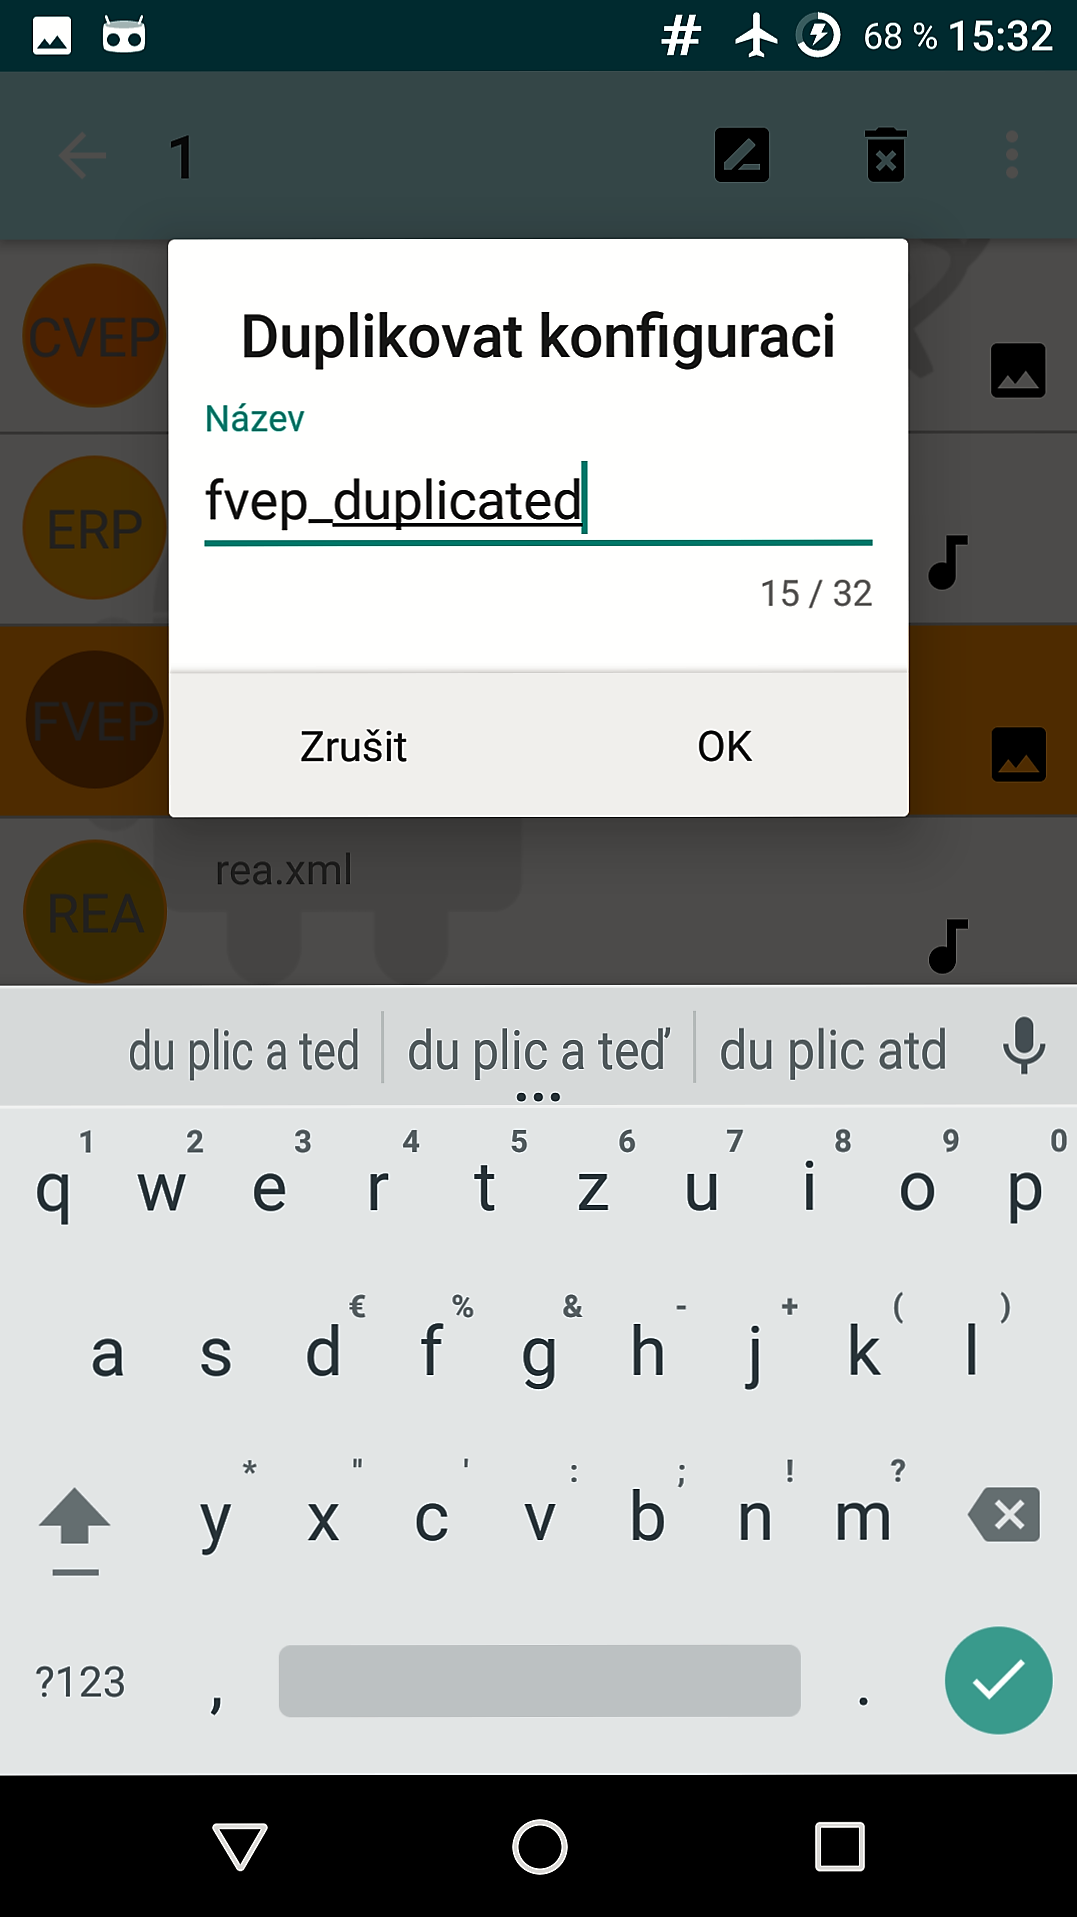 # 68 % 15:32
1
Duplikovat konfiguraci
CVEP
Název
fvep_duplicated
ERP
15 / 32
FVEP
Zrušit OK
rea.xml
REA
du plic a ted du plic a teď du plic atd
1 2 3 4 5 6 7 8 9 0
q w e r t z u i o p
€ % & - + ( )
a s d f g h j k l
* " ' : ; ! ?
y x c v b n m
?123 , .